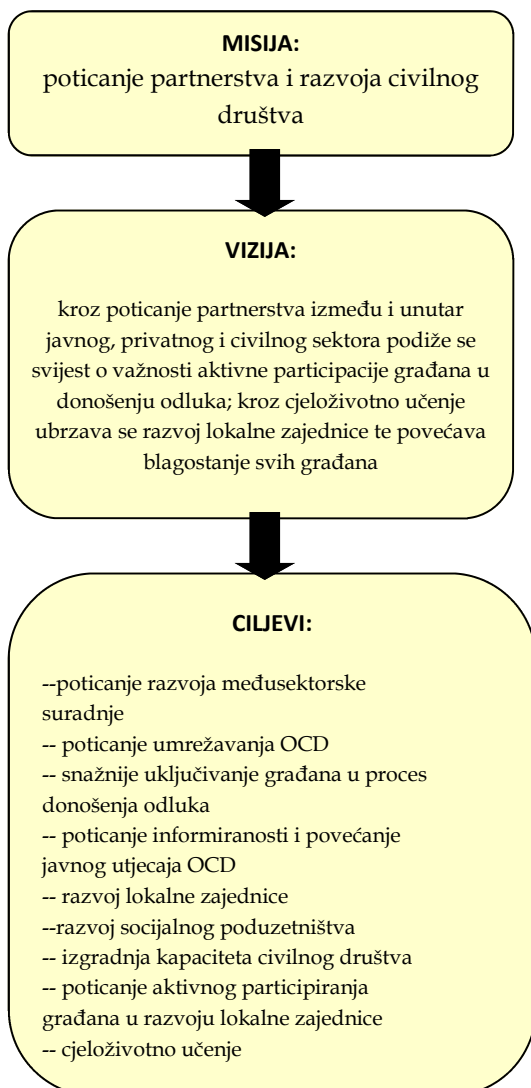 MISIJA:
poticanje partnerstva i razvoja civilnog
društva
VIZIJA:
kroz poticanje partnerstva između i unutar
javnog, privatnog i civilnog sektora podiže se
svijest o važnosti aktivne participacije građana u
donošenju odluka; kroz cjeloživotno učenje
ubrzava se razvoj lokalne zajednice te povećava
blagostanje svih građana
CILJEVI:
--poticanje razvoja međusektorske
suradnje
-- poticanje umrežavanja OCD
-- snažnije uključivanje građana u proces
donošenja odluka
-- poticanje informiranosti i povećanje
javnog utjecaja OCD
-- razvoj lokalne zajednice
--razvoj socijalnog poduzetništva
-- izgradnja kapaciteta civilnog društva
-- poticanje aktivnog participiranja
građana u razvoju lokalne zajednice
-- cjeloživotno učenje